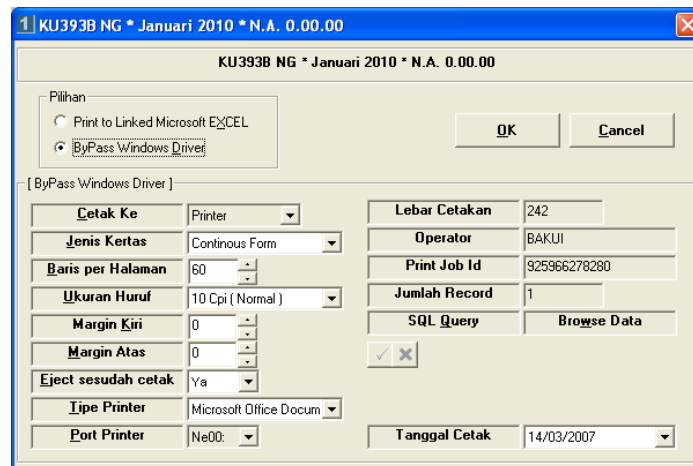 1 KU393B NG * Januari 2010 * N.A. 0.00.00
KU393B NG * Januari 2010 * N.A. 0.00.00
Pilihan
Print to Linked Microsoft EXCEL
ByPass Windows Driver
OK
Cancel
[ ByPass Windows Driver ]
Cetak Ke
Printer
Jenis Kertas
Continous Form
Baris per Halaman
60
Ukuran Huruf
10 Cpi ( Normal )
Margin Kiri
0
Margin Atas
0
Eject sesudah cetak
Ya
Tipe Printer
Microsoft Office Docum
Port Printer
Ne00:
Lebar Cetakan
242
Operator
BAKUI
Print Job Id
925966278280
Jumlah Record
1
SQL Query
Browse Data
Tanggal Cetak
14/03/2007